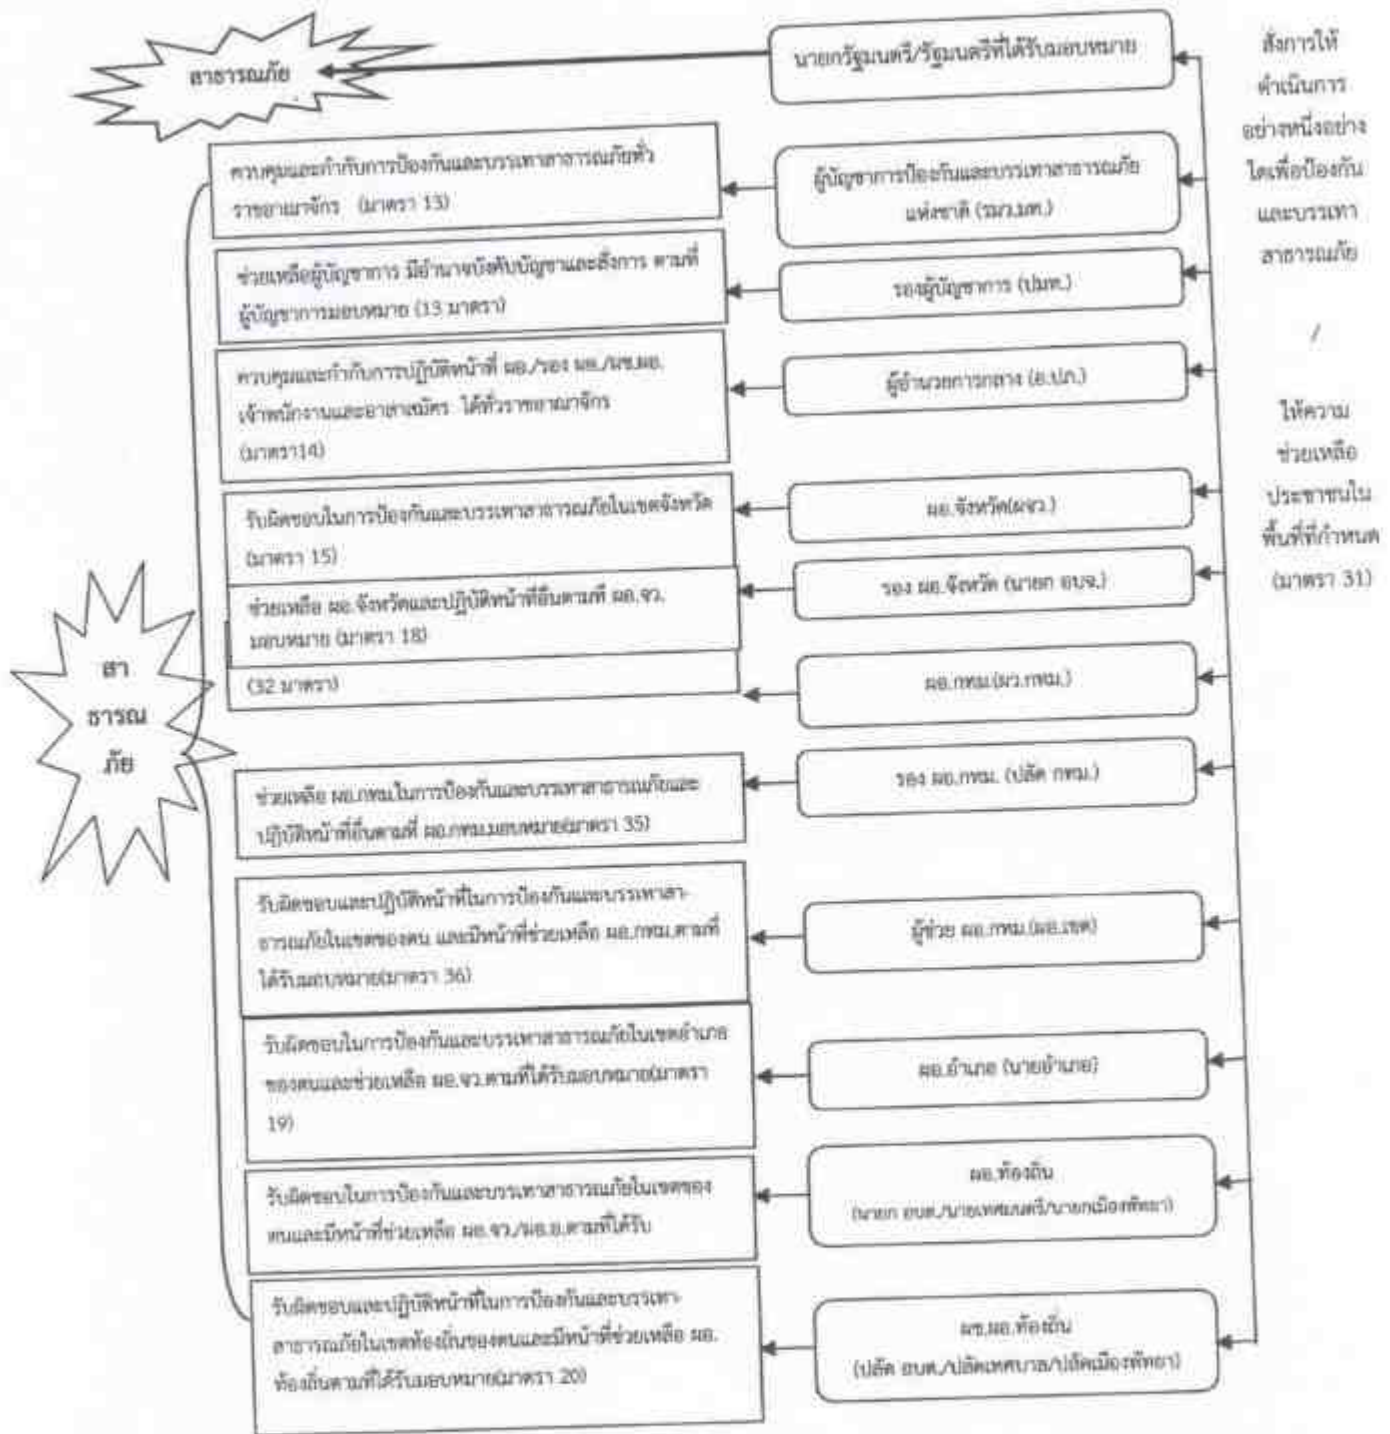 สาธารณภัย
นายกรัฐมนตรี/รัฐมนตรีที่ได้รับมอบหมาย
สั่งการให้
ดำเนินการ
อย่างหนึ่งอย่าง
ใดเพื่อป้องกัน
และบรรเทา
สาธารณภัย
/
ให้ความ
ช่วยเหลือ
ประชาชนใน
พื้นที่ที่กำหนด
(มาตรา 31)
ควบคุมและกำกับการป้องกันและบรรเทาสาธารณภัยทั่ว
ราชอาณาจักร (มาตรา 13)
ผู้บัญชาการป้องกันและบรรเทาสาธารณภัย
แห่งชาติ (รมว.มท.)
ช่วยเหลือผู้บัญชาการ มีอำนาจบังคับบัญชาและสั่งการ ตามที่
ผู้บัญชาการมอบหมาย (13 มาตรา)
รองผู้บัญชาการ (ปมท.)
ควบคุมและกำกับการปฏิบัติหน้าที่ ผอ./รอง ผอ./ผช.ผอ.
เจ้าพนักงานและอาสาสมัคร ได้ทั่วราชอาณาจักร
(มาตรา14)
ผู้อำนวยการกลาง (อ.ปภ.)
รับผิดชอบในการป้องกันและบรรเทาสาธารณภัยในเขตจังหวัด
(มาตรา 15)
ผอ.จังหวัด(ผจว.)
ช่วยเหลือ ผอ.จังหวัดและปฏิบัติหน้าที่อื่นตามที่ ผอ.จว.
มอบหมาย (มาตรา 18)
รอง ผอ.จังหวัด (นายก อบจ.)
(32 มาตรา)
ผอ.กทม.(ผว.กทม.)
สา
ธารณ
ภัย
ช่วยเหลือ ผอ.กทม.ในการป้องกันและบรรเทาสาธารณภัยและ
ปฏิบัติหน้าที่อื่นตามที่ ผอ.กทม.มอบหมาย(มาตรา 35)
รอง ผอ.กทม. (ปลัด กทม.)
รับผิดชอบและปฏิบัติหน้าที่ในการป้องกันและบรรเทาสา-
ธารณภัยในเขตของตน และมีหน้าที่ช่วยเหลือ ผอ.กทม.ตามที่
ได้รับมอบหมาย(มาตรา 36)
ผู้ช่วย ผอ.กทม.(ผอ.เขต)
รับผิดชอบในการป้องกันและบรรเทาสาธารณภัยในเขตอำเภอ
ของตนและช่วยเหลือ ผอ.จว.ตามที่ได้รับมอบหมาย(มาตรา
19)
ผอ.อำเภอ (นายอำเภอ)
รับผิดชอบในการป้องกันและบรรเทาสาธารณภัยในเขตของ
ตนและมีหน้าที่ช่วยเหลือ ผอ.จว./ผอ.อ.ตามที่ได้รับ
ผอ.ท้องถิ่น
(นายก อบต./นายเทศมนตรี/นายกเมืองพัทยา)
รับผิดชอบและปฏิบัติหน้าที่ในการป้องกันและบรรเทา-
สาธารณภัยในเขตท้องถิ่นของตนและมีหน้าที่ช่วยเหลือ ผอ.
ท้องถิ่นตามที่ได้รับมอบหมาย(มาตรา 20)
ผช.ผอ.ท้องถิ่น
(ปลัด อบต./ปลัดเทศบาล/ปลัดเมืองพัทยา)